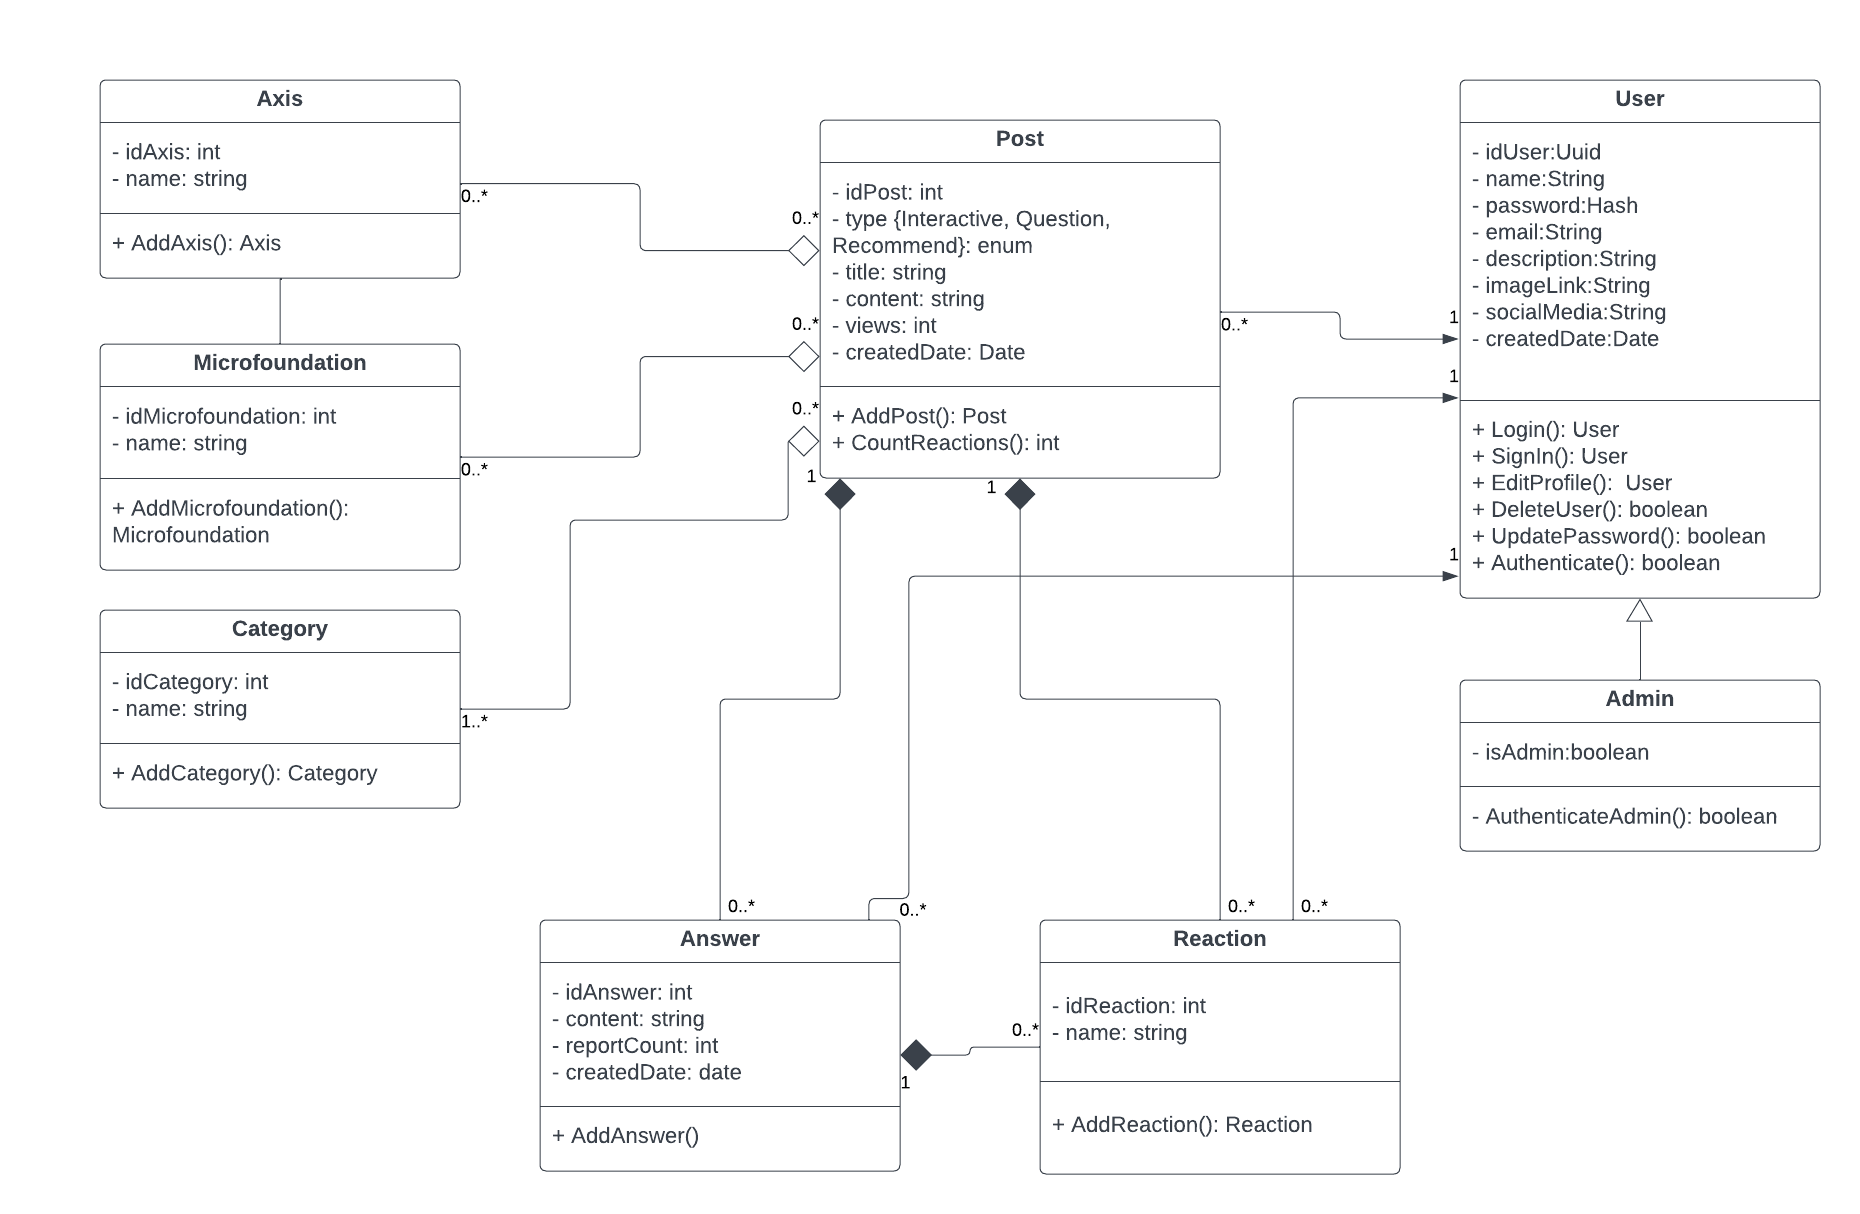 Axis
- idAxis: int
- name: string
+ AddAxis(): Axis
0..*
Microfoundation
- idMicrofoundation: int
- name: string
+ AddMicrofoundation():
Microfoundation
0..*
Category
- idCategory: int
- name: string
+ AddCategory(): Category
1..*
Post
- idPost: int
- type {Interactive, Question,
Recommend}: enum
- title: string
- content: string
- views: int
- createdDate: Date
+ AddPost(): Post
+ CountReactions(): int
0..*
0..*
0..*
1
1
0..*
User
- idUser:Uuid
- name:String
- password:Hash
- email:String
- description:String
- imageLink:String
- socialMedia:String
- createdDate:Date
+ Login(): User
+ SignIn(): User
+ EditProfile():  User
+ DeleteUser(): boolean
+ UpdatePassword(): boolean
+ Authenticate(): boolean
1
1
1
Admin
- isAdmin:boolean
- AuthenticateAdmin(): boolean
0..*
0..*
Answer
- idAnswer: int
- content: string
- reportCount: int
- createdDate: date
+ AddAnswer()
1
0..*
0..*
0..*
Reaction
- idReaction: int
- name: string
+ AddReaction(): Reaction